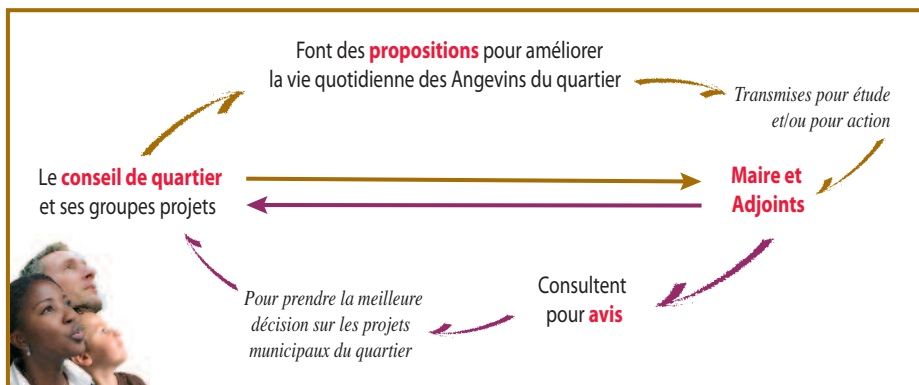 Font des propositions pour améliorer
la vie quotidienne des Angevins du quartier
Transmises pour étude
et/ou pour action
Le conseil de quartier
et ses groupes projets
Maire et
Adjoints
Consultent
pour avis
Pour prendre la meilleure
décision sur les projets
municipaux du quartier